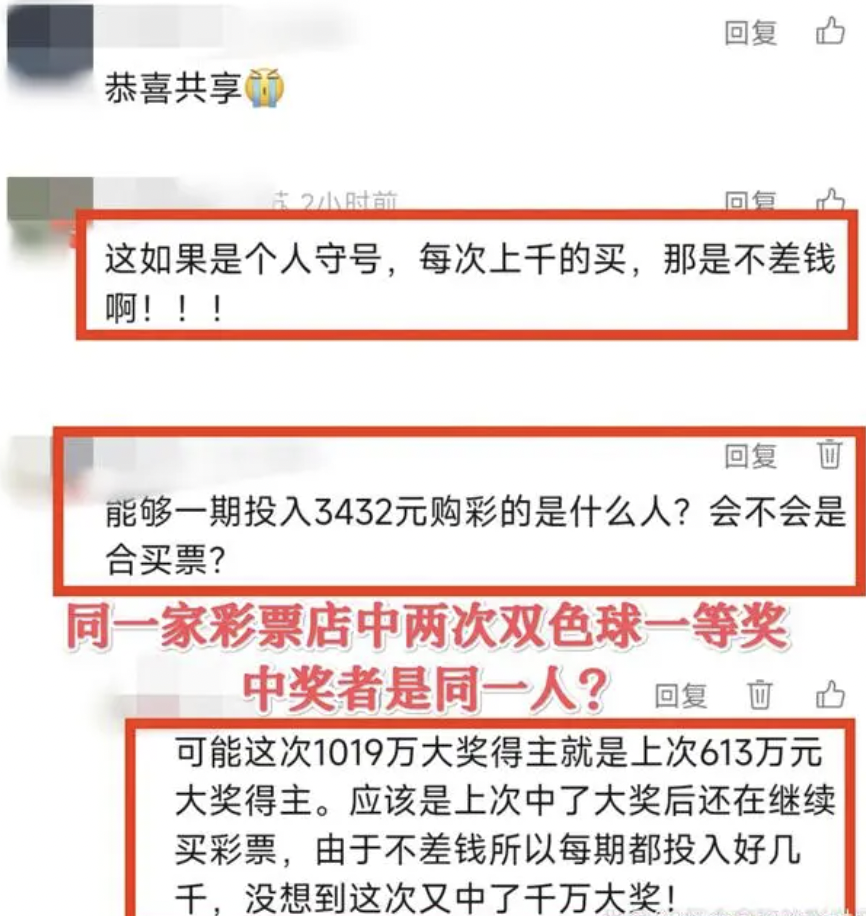 回复
恭喜共享😭
2小时前
回复
这如果是个人守号，每次上千的买，那是不差钱
啊！！！
回复
能够一期投入3432元购彩的是什么人？会不会是
合买票？
同一家彩票店中两次双色球一等奖
中奖者是同一人？
回复
可能这次1019万大奖得主就是上次613万元
大奖得主。应该是上次中了大奖后还在继续
买彩票，由于不差钱所以每期都投入好几
千，没想到这次又中了千万大奖！